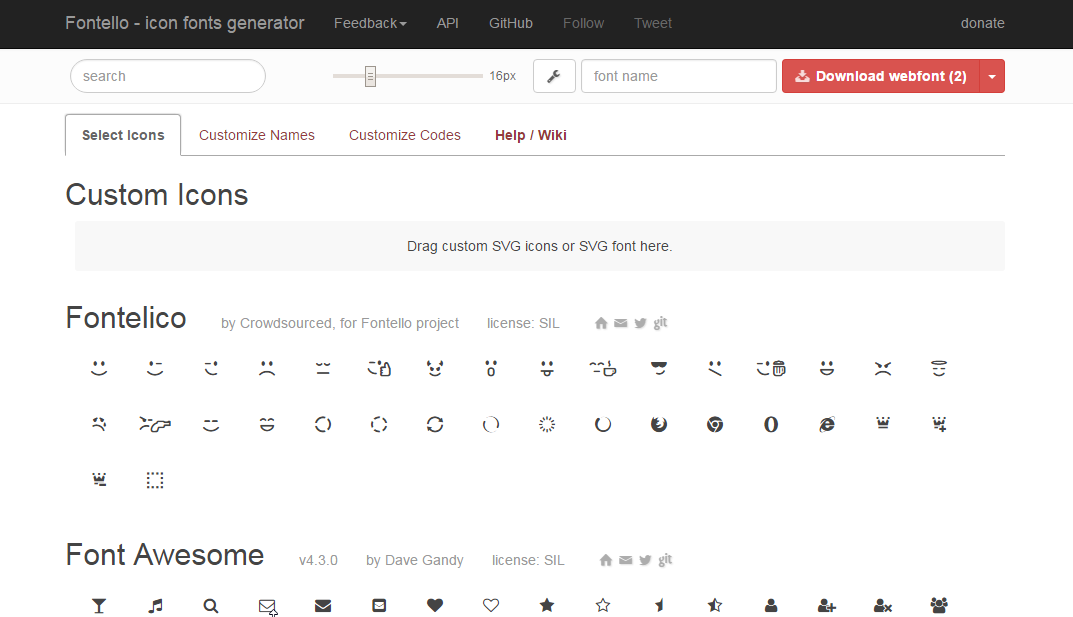 Fontello - icon fonts generator Feedback API GitHub Follow Tweet donate
search 16px font name Download webfont (2)
Select Icons Customize Names Customize Codes Help / Wiki
Custom Icons
Drag custom SVG icons or SVG font here.
Fontelico by Crowdsourced, for Fontello project license: SIL git
Font Awesome v4.3.0 by Dave Gandy license: SIL git